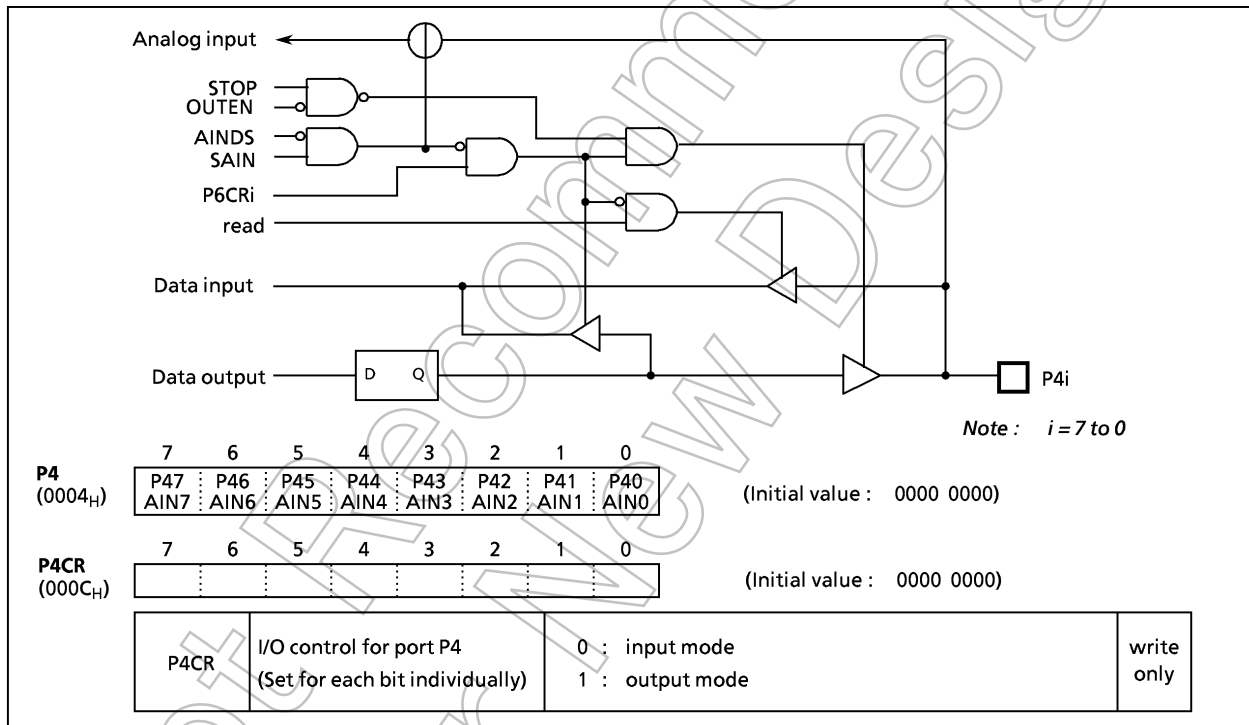 Analog input
STOP
OUTEN
AINDS
SAIN
P6CRi
read
Data input
Data output
D Q
P4i
Note : i = 7 to 0
7 6 5 4 3 2 1 0
P4
(0004H)
P47 P46 P45 P44 P43 P42 P41 P40
AIN7 AIN6 AIN5 AIN4 AIN3 AIN2 AIN1 AIN0
(Initial value : 0000 0000)
7 6 5 4 3 2 1 0
P4CR
(000CH)
(Initial value : 0000 0000)
P4CR
I/O control for port P4
(Set for each bit individually)
0 : input mode
1 : output mode
write
only